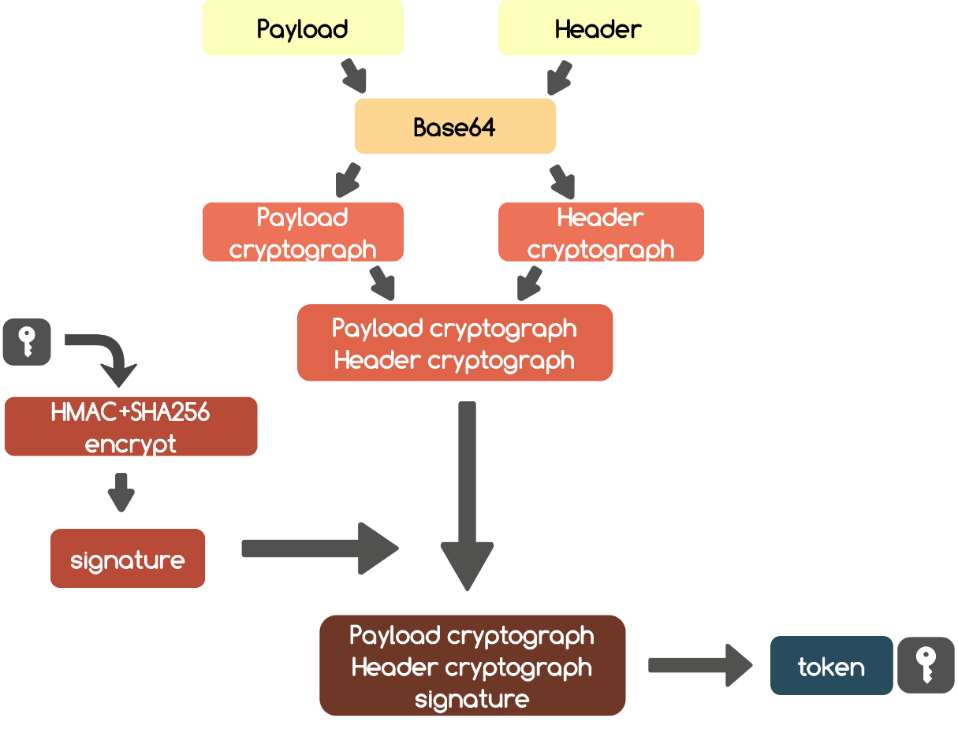 Payload
Header
Base64
Payload
cryptograph
Header
cryptograph
Payload cryptograph
Header cryptograph
HMAC+SHA256
encrypt
signature
Payload cryptograph
Header cryptograph
signature
token